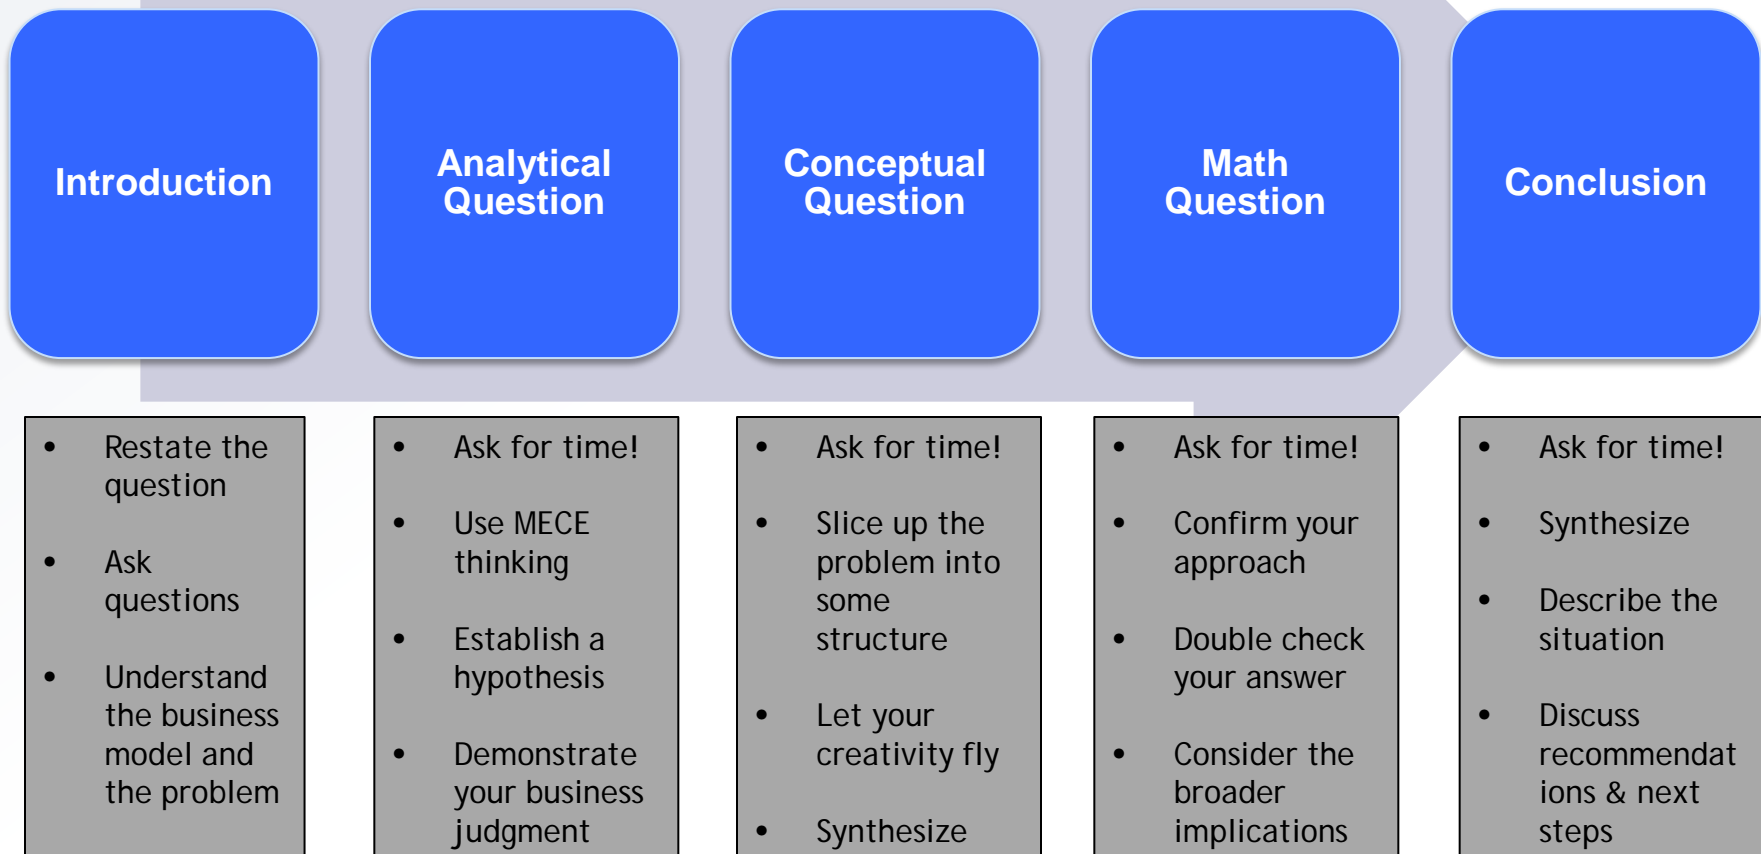 Introduction
Analytical
Question
Conceptual
Question
Math
Question
Conclusion
• Restate the
question
• Ask
questions
• Understand
the business
model and
the problem
• Ask for time!
• Use MECE
thinking
• Establish a
hypothesis
• Demonstrate
your business
judgment
• Ask for time!
• Slice up the
problem into
some
structure
• Let your
creativity fly
• Synthesize
• Ask for time!
• Confirm your
approach
• Double check
your answer
• Consider the
broader
implications
• Ask for time!
• Synthesize
• Describe the
situation
• Discuss
recommendat
ions & next
steps